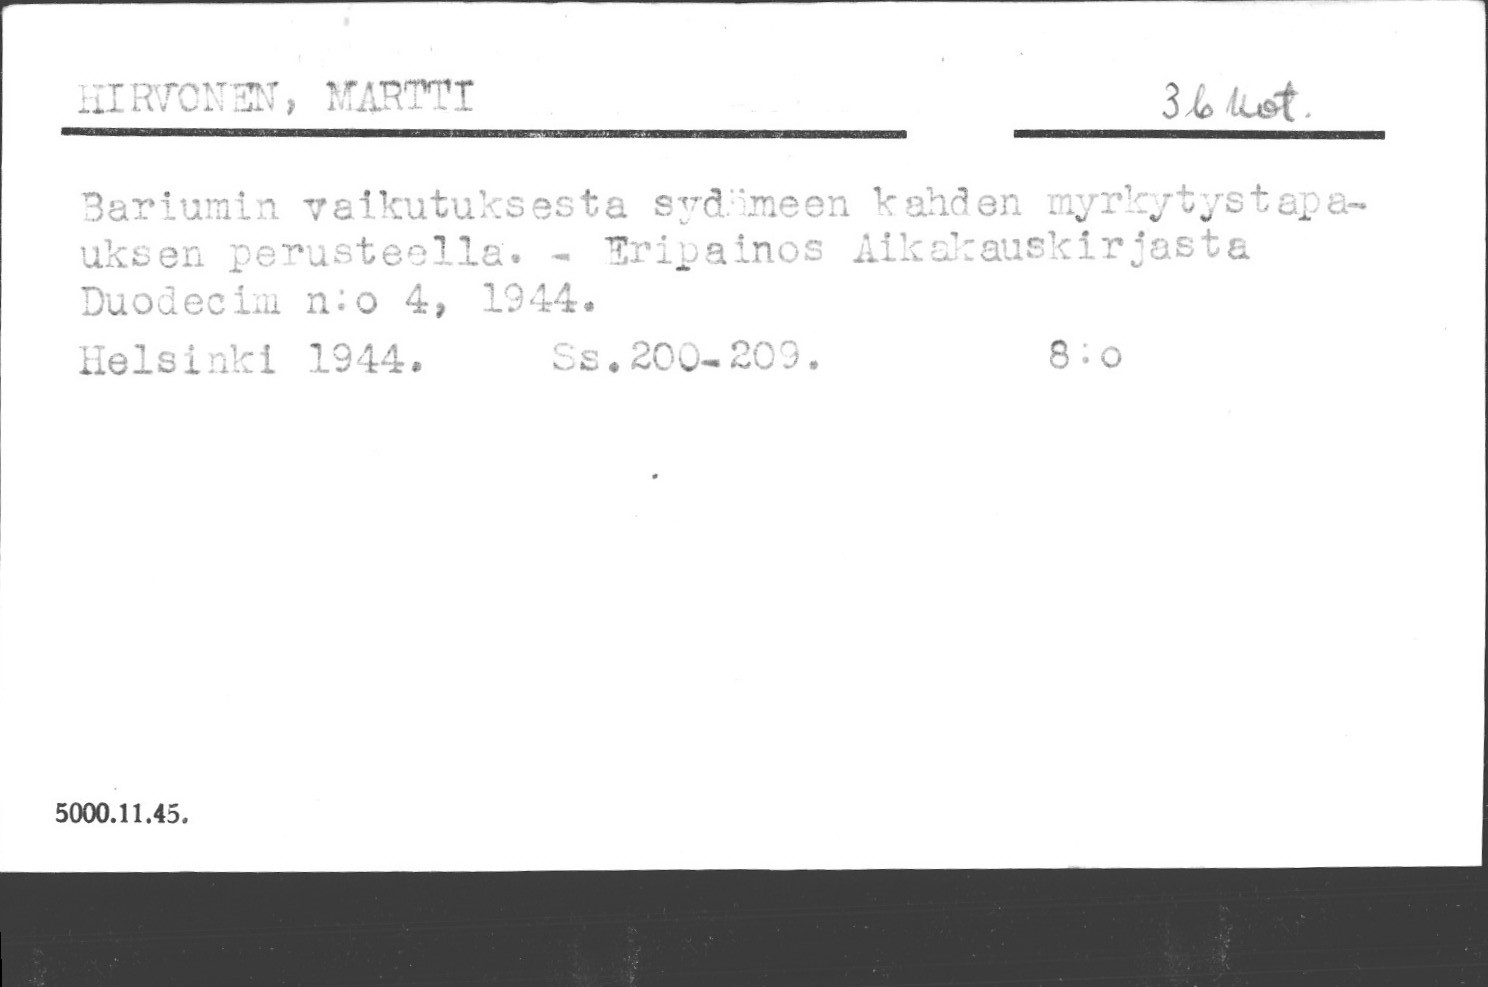 HIRVONEN, MARTTI
36 kot.
Bariumin vaikutuksesta sydämeen kahden myrkytystapa-
uksen perusteella. - Eripainos Aikakauskirjasta
Duodecim n:o 4, 1944.
Helsinki 1944. Ss.200-209. 8:o
5000.11.45.